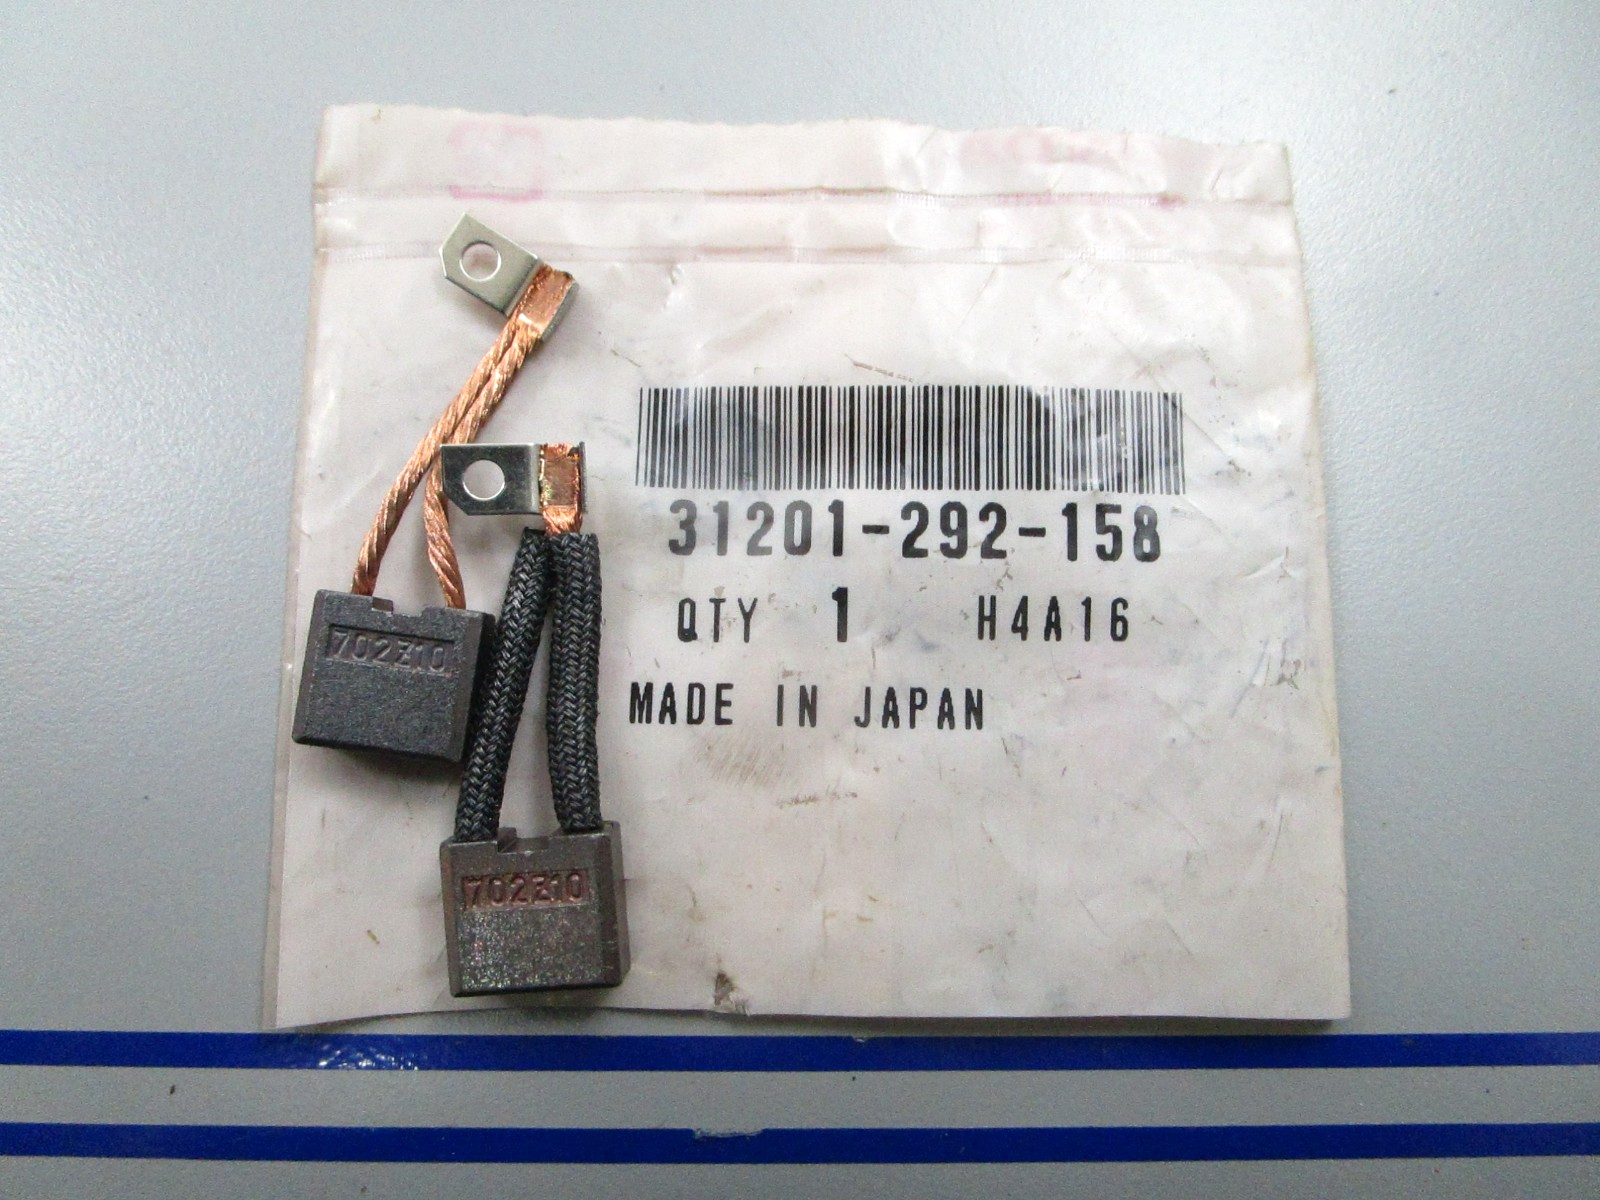 31201-292-158
QTY 1 H4A16
MADE IN JAPAN
702Z10
702Z10